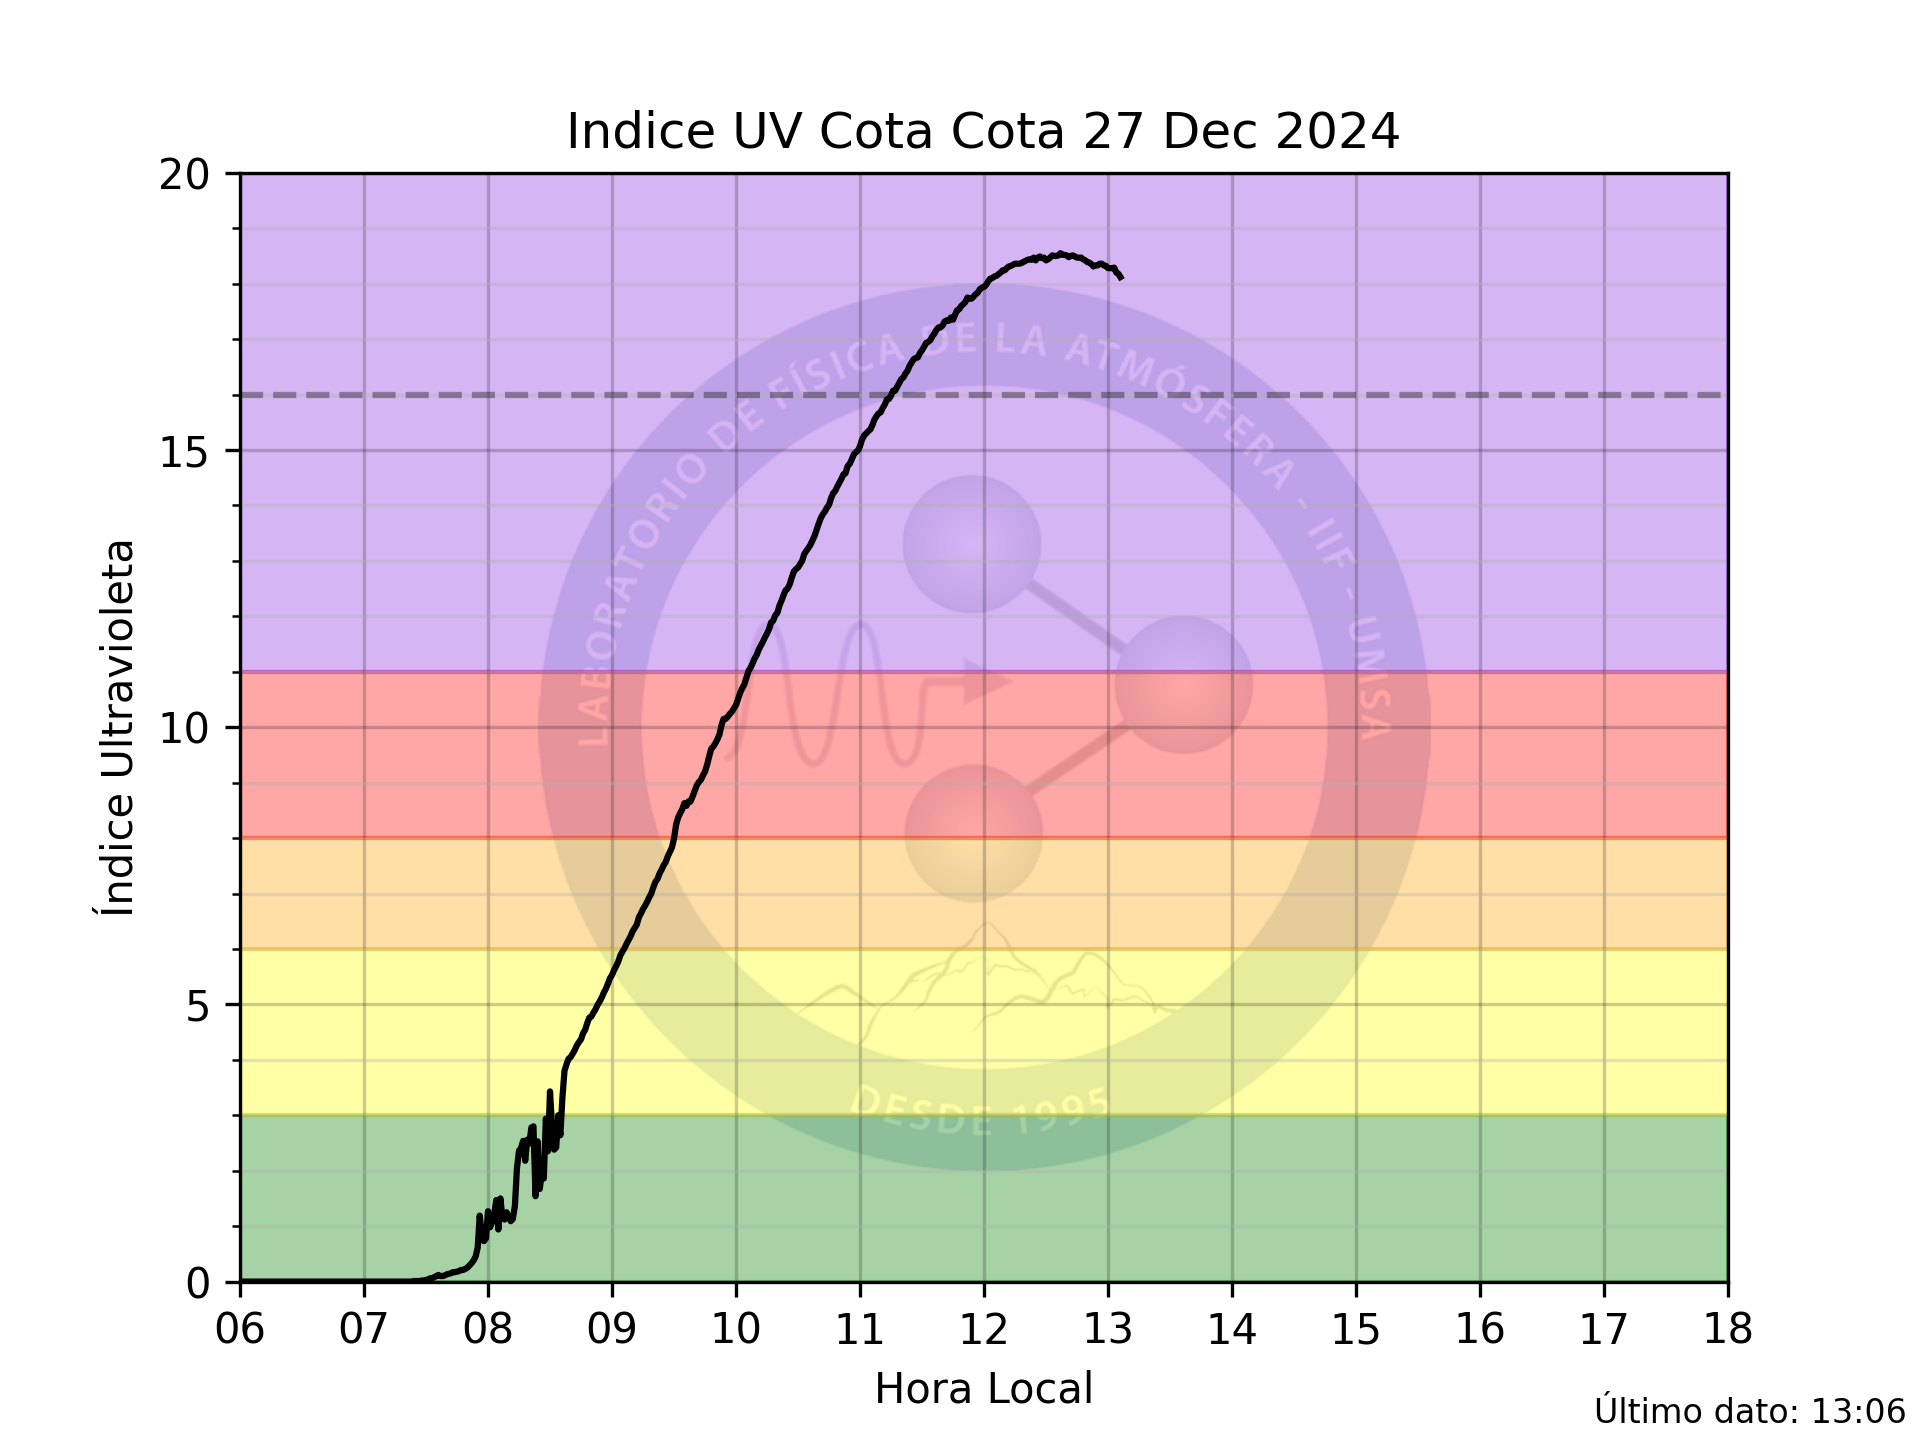 Indice UV Cota Cota 27 Dec 2024
20
15
10
5
0
Índice Ultravioleta
LABORATORIO DE FÍSICA DE LA ATMÓSFERA - IIF - UMSA
DESDE 1995
06 07 08 09 10 11 12 13 14 15 16 17 18
Hora Local
Último dato: 13:06